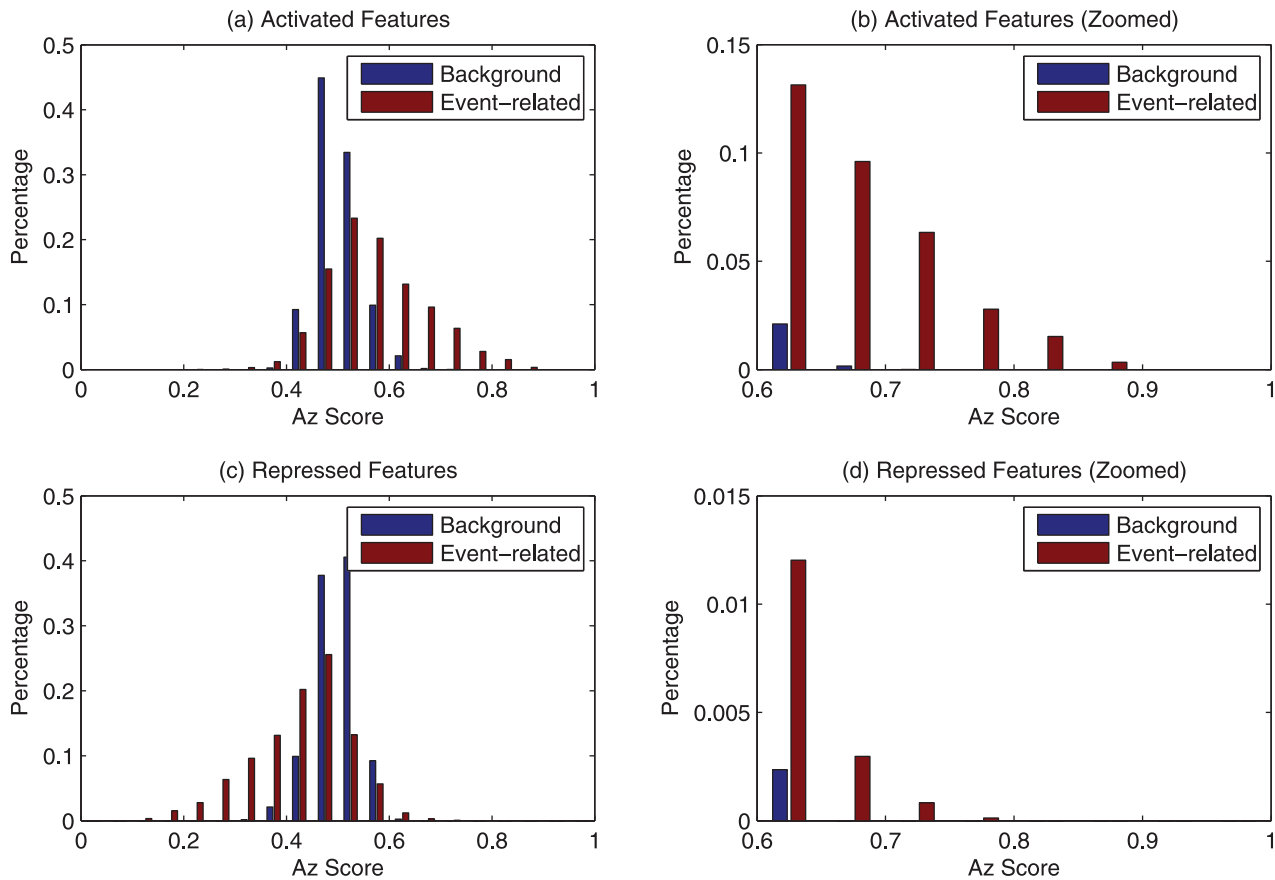 (a) Activated Features
0.5
0.4
0.3
0.2
0.1
0
Percentage
Background
Event-related
0 0.2 0.4 0.6 0.8 1
Az Score
(b) Activated Features (Zoomed)
0.15
0.1
0.05
0
Percentage
Background
Event-related
0.6 0.7 0.8 0.9 1
Az Score
(c) Repressed Features
0.5
0.4
0.3
0.2
0.1
0
Percentage
Background
Event-related
0 0.2 0.4 0.6 0.8 1
Az Score
(d) Repressed Features (Zoomed)
0.015
0.01
0.005
0
Percentage
Background
Event-related
0.6 0.7 0.8 0.9 1
Az Score